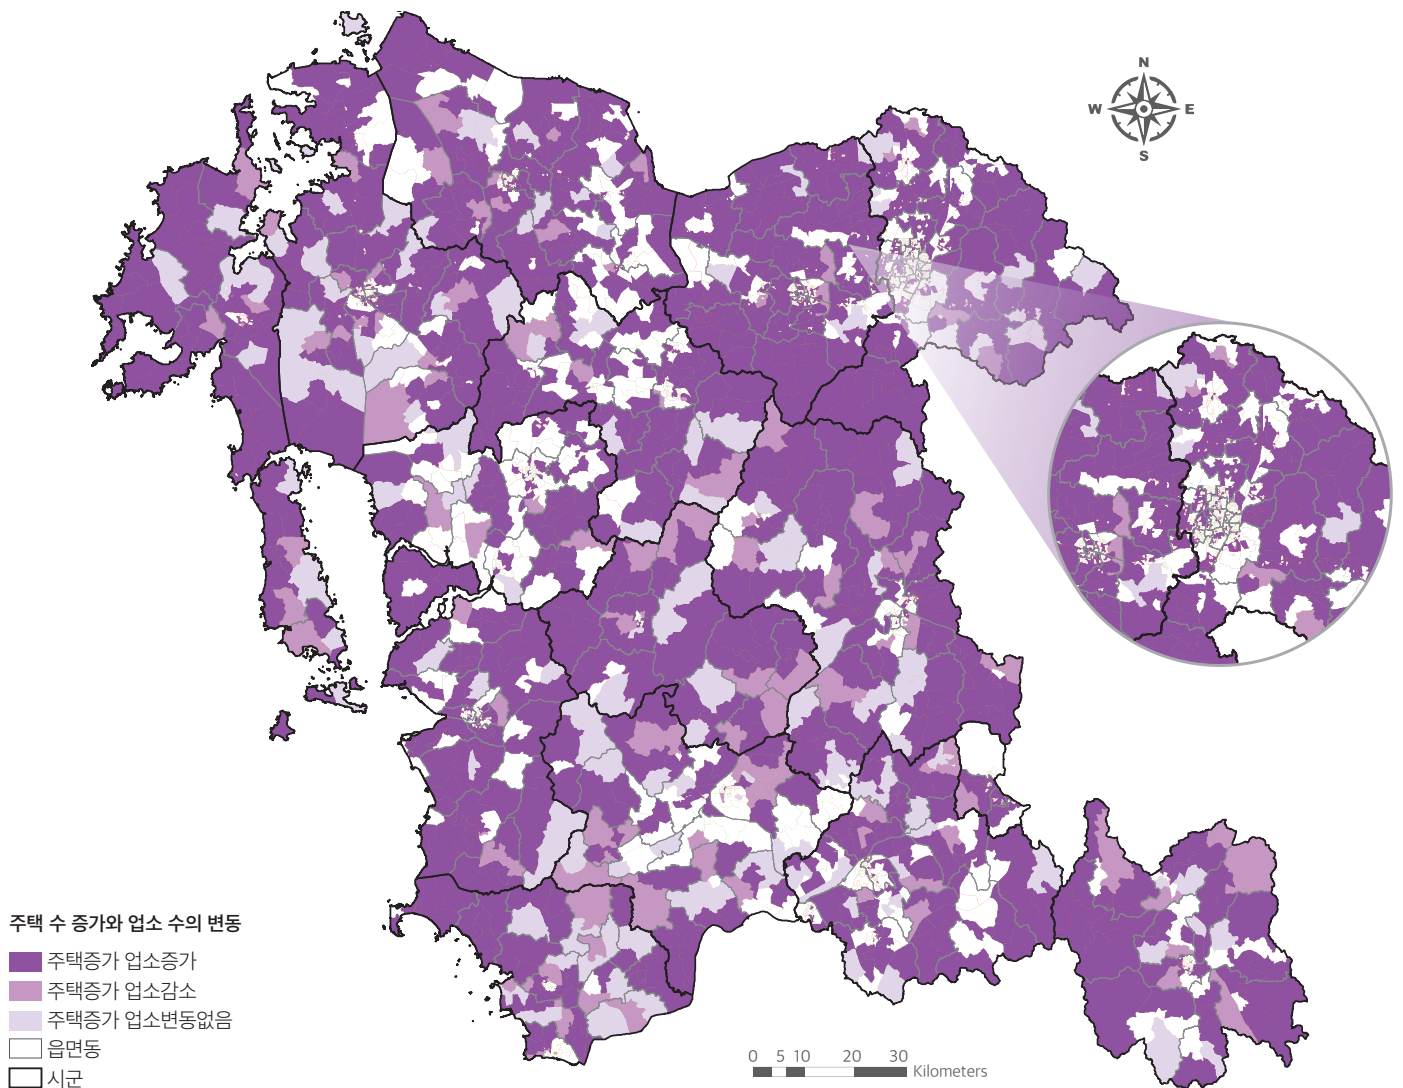 N
W E
S
주택 수 증가와 업소 수의 변동
주택증가 업소증가
주택증가 업소감소
주택증가 업소변동없음
읍면동
시군
0 5 10 20 30
Kilometers